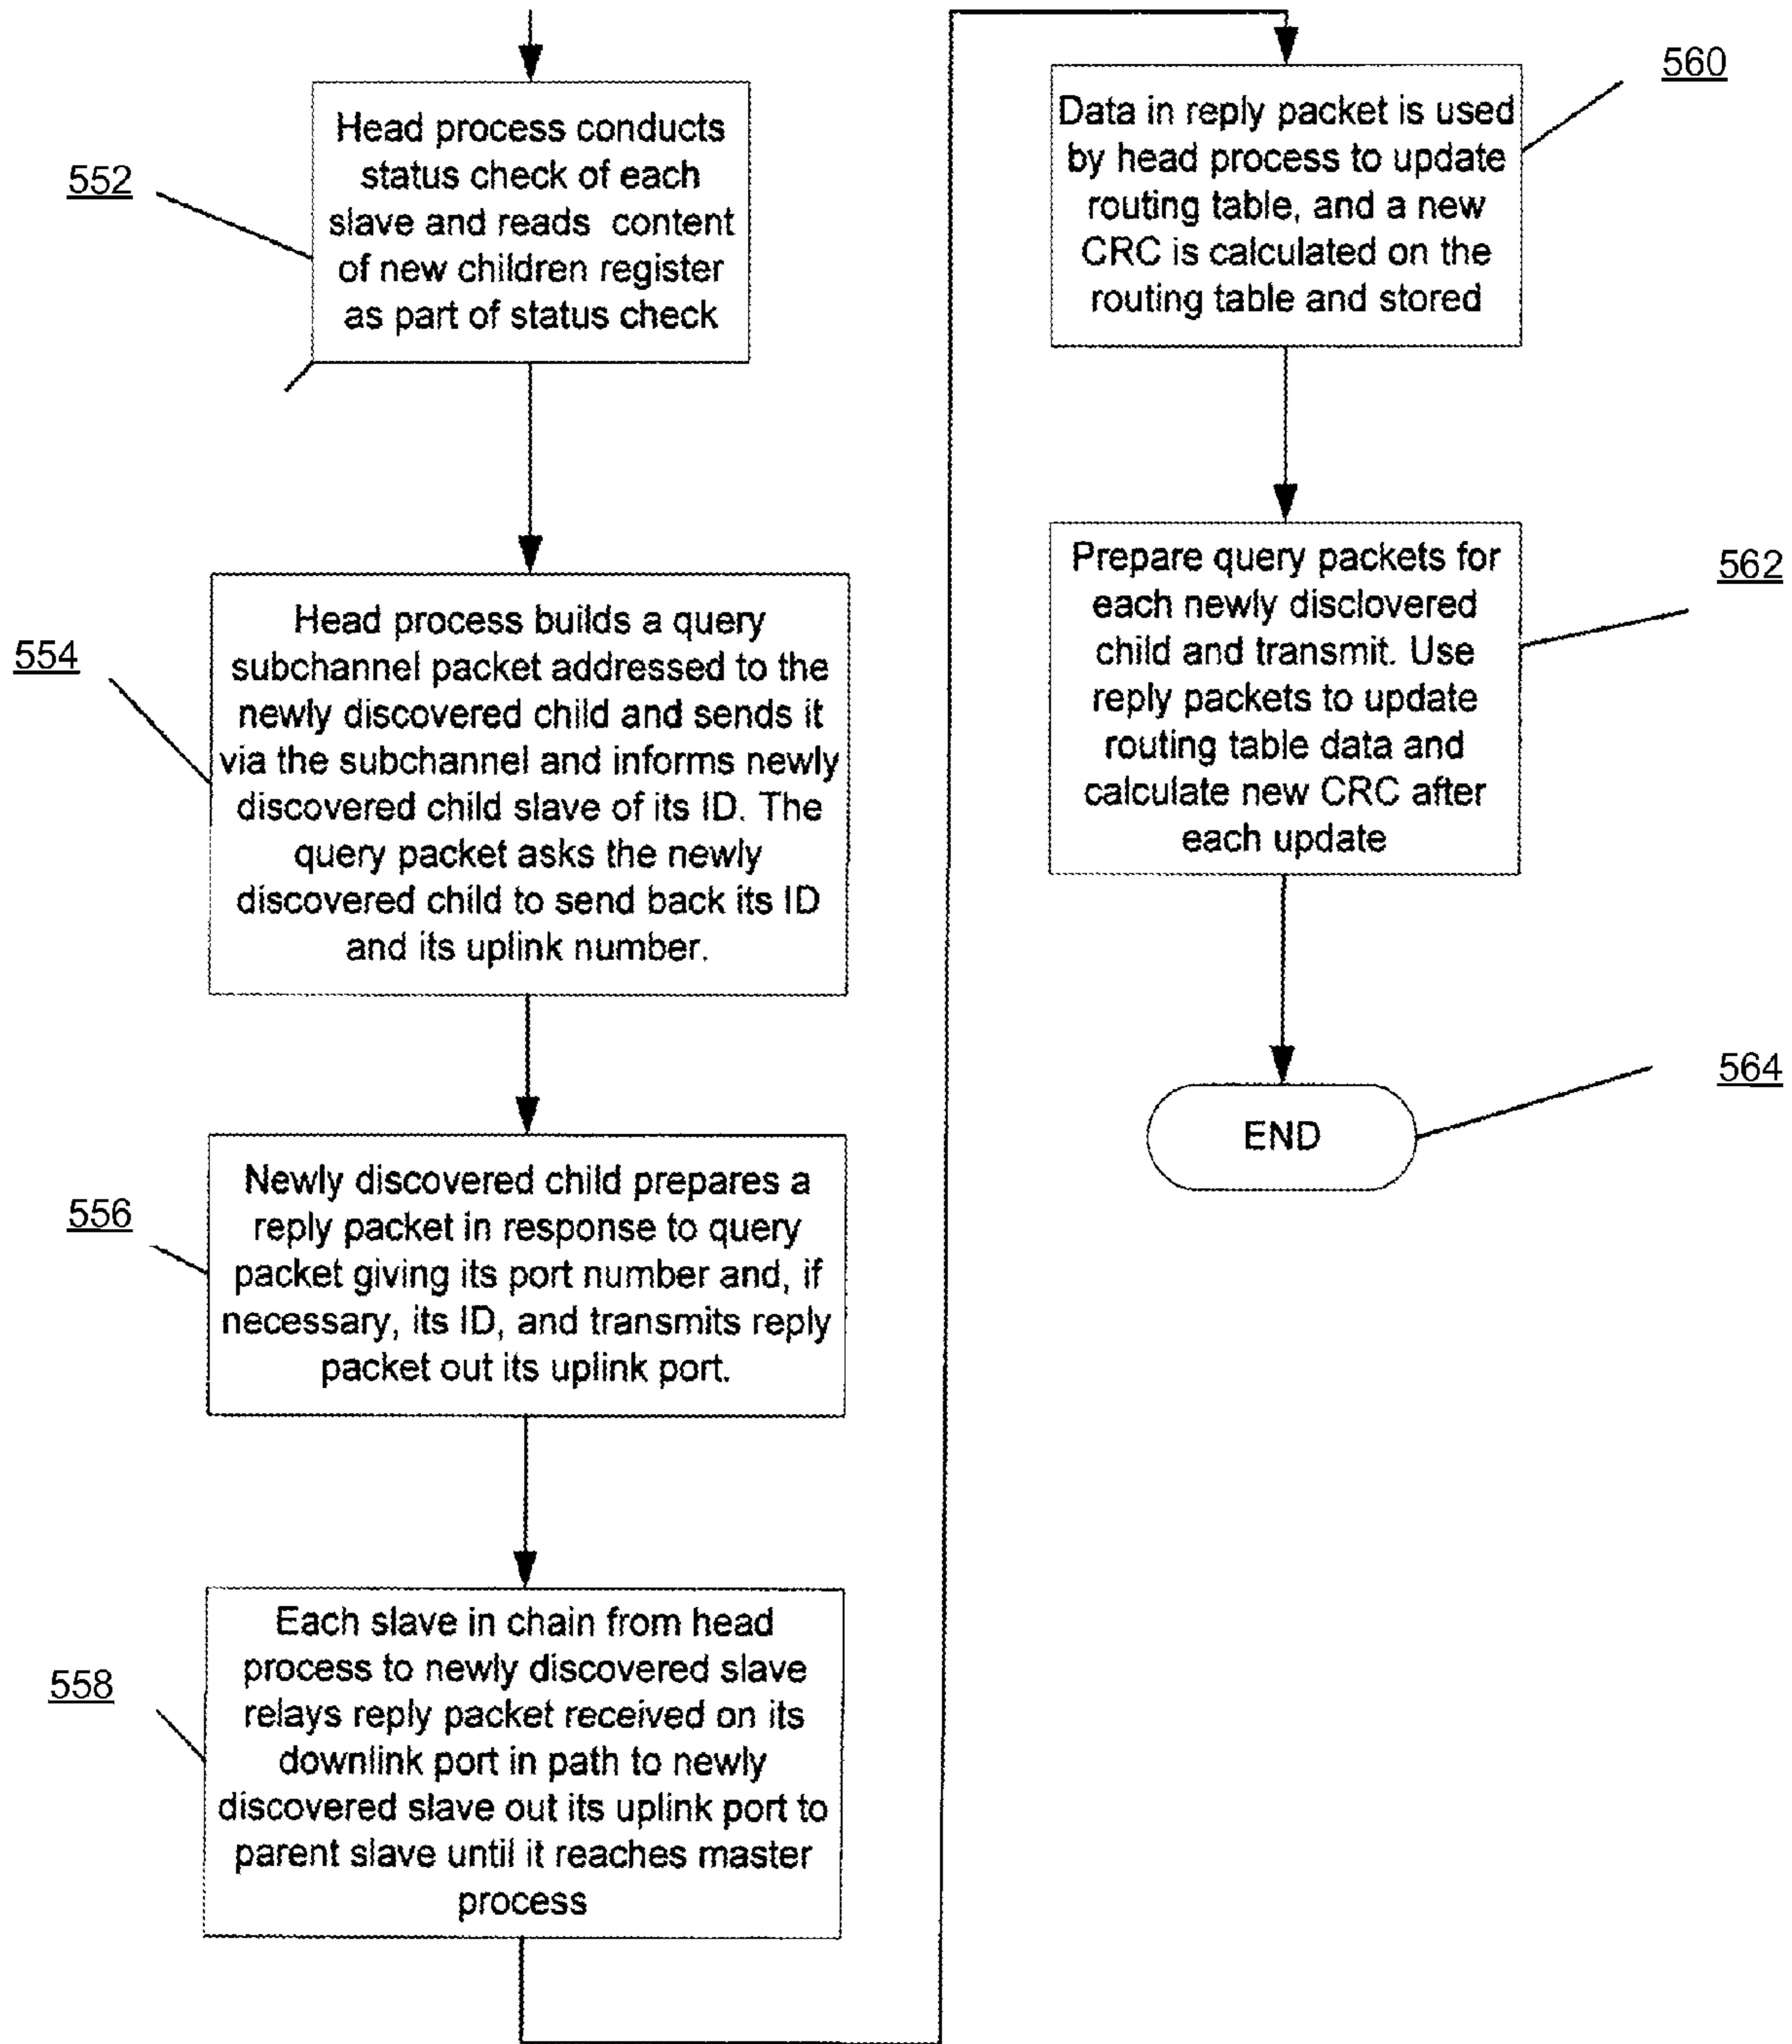 552
Head process conducts
status check of each
slave and reads content
of new children register
as part of status check
554
Head process builds a query
subchannel packet addressed to the
newly discovered child and sends it
via the subchannel and informs newly
discovered child slave of its ID. The
query packet asks the newly
discovered child to send back its ID
and its uplink number.
556
Newly discovered child prepares a
reply packet in response to query
packet giving its port number and, if
necessary, its ID, and transmits reply
packet out its uplink port.
558
Each slave in chain from head
process to newly discovered slave
relays reply packet received on its
downlink port in path to newly
discovered slave out its uplink port to
parent slave until it reaches master
process
560
Data in reply packet is used
by head process to update
routing table, and a new
CRC is calculated on the
routing table and stored
562
Prepare query packets for
each newly disclovered
child and transmit. Use
reply packets to update
routing table data and
calculate new CRC after
each update
564
END